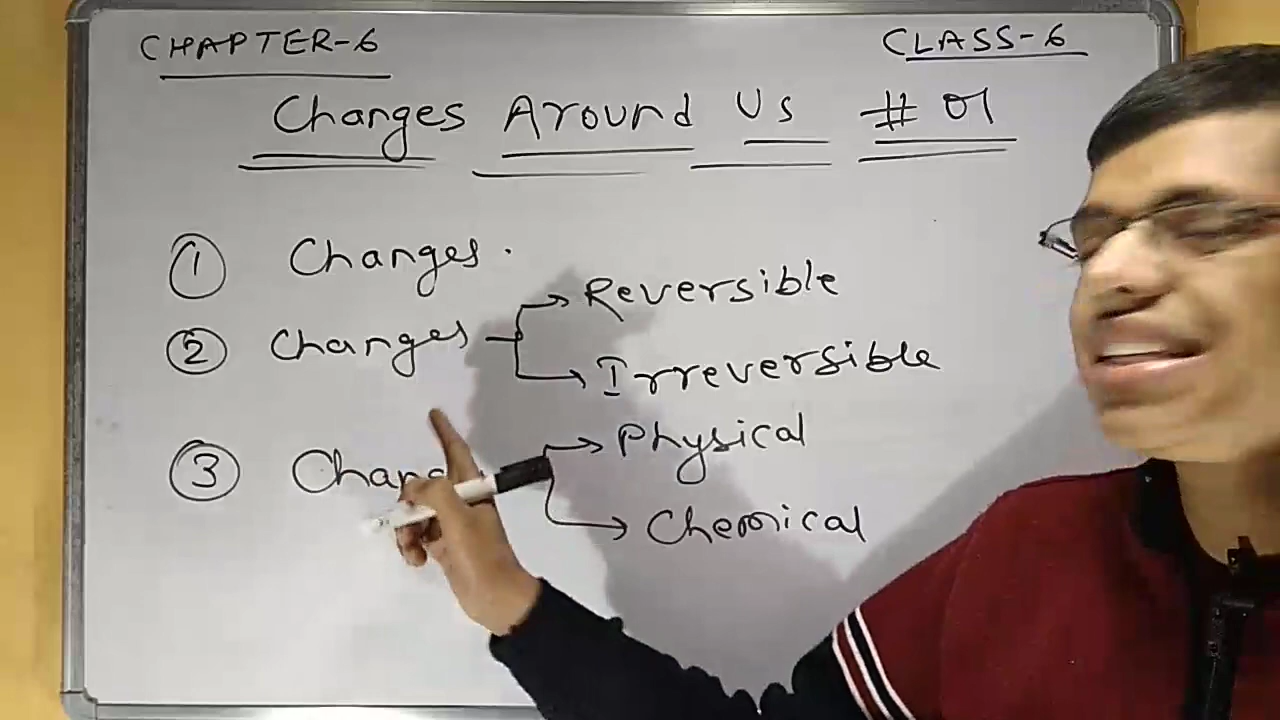 CHAPTER-6
CLASS-6
Changes Around Us # 01
① Changes.
② Changes → Reversible
→ Irreversible
③ → Physical
→ Chemical